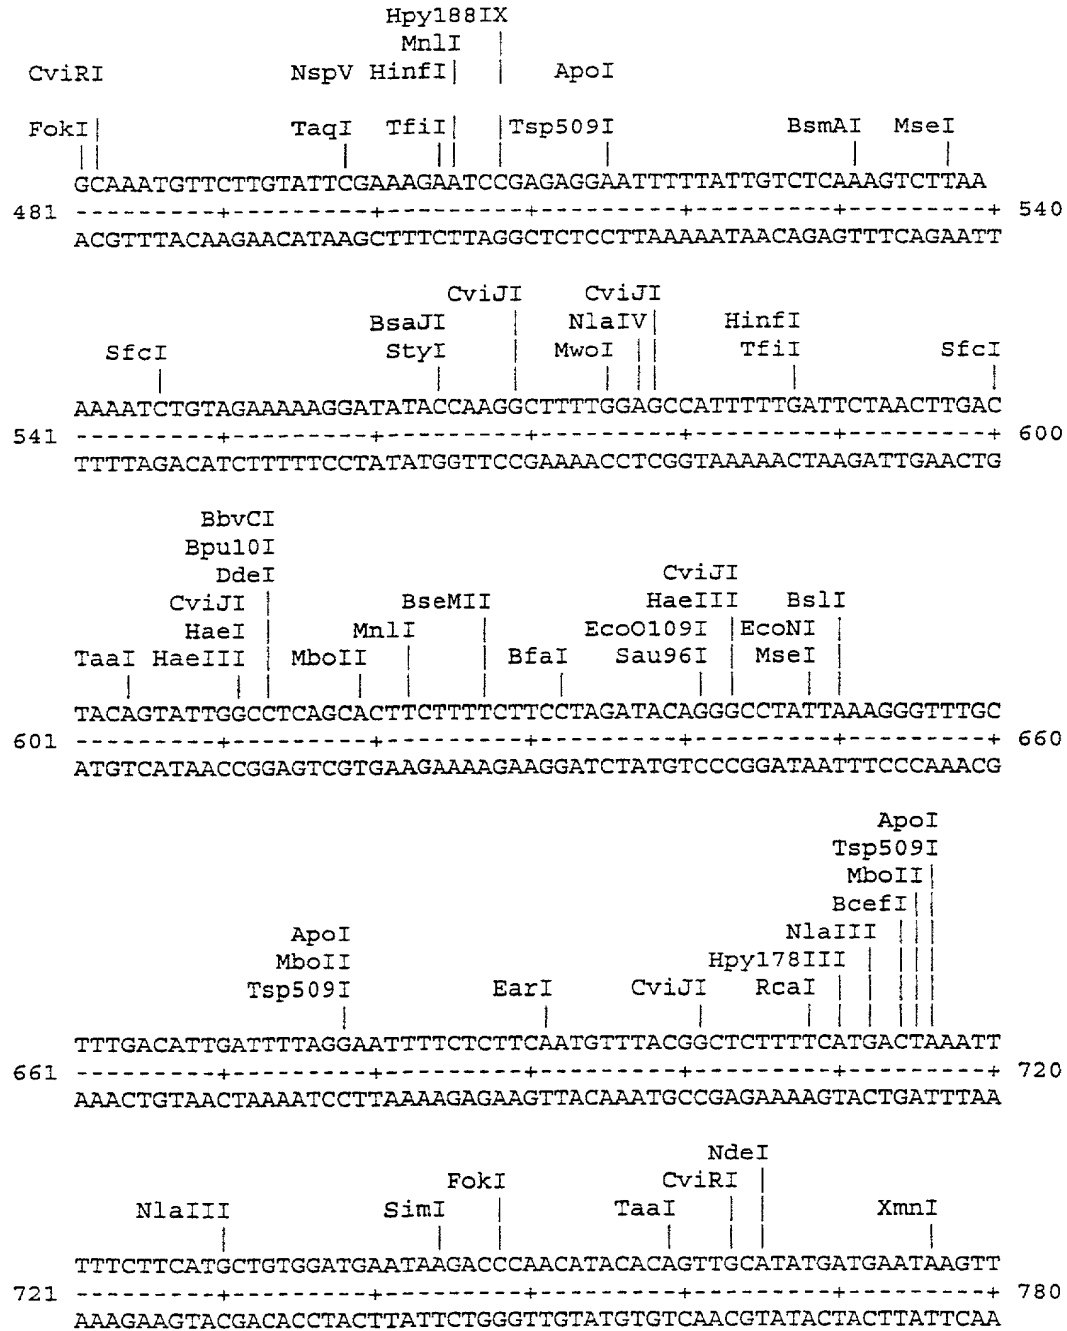 Hpy188IX
MnlI
CviRI NspV HinfI ApoI
FokI TaqI TfiI Tsp509I BsmAI MseI
GCAAATGTTCTTGTATTCGAAAGAATCCGAGAGGAATTTTTATTGTCTCAAAGTCTTAA
481 ---------+---------+---------+---------+---------+---------+ 540
ACGTTTACAAGAACATAAGCTTTCTTAGGCTCTCCTTAAAAATAACAGAGTTTCAGAATT
CviJI CviJI
BsaJI NlaIV HinfI
SfcI StyI MwoI TfiI SfcI
AAAATCTGTAGAAAAAGGATATACCAAGGCTTTTGGAGCCATTTTTGATTCTAACTTGAC
541 ---------+---------+---------+---------+---------+---------+ 600
TTTTAGACATCTTTTTCCTATATGGTTCCGAAAACCTCGGTAAAAACTAAGATTGAACTG
BbvCI
Bpu10I
DdeI CviJI
CviJI BseMII HaeIII BslI
HaeI MnlI EcoO109I EcoNI
TaaI HaeIII MboII BfaI Sau96I MseI
TACAGTATTGGCCTCAGCACTTCTTTTCTTCCTAGATACAGGGCCTATTAAAGGGTTTGC
601 ---------+---------+---------+---------+---------+---------+ 660
ATGTCATAACCGGAGTCGTGAAGAAAAGAAGGATCTATGTCCCGGATAATTTCCCAAACG
ApoI
Tsp509I
MboII
BcefI
ApoI NlaIII
MboII Hpy178III
Tsp509I EarI CviJI RcaI
TTTGACATTGATTTTAGGAATTTTCTCTTCAATGTTTACGGCTCTTTTCATGACTAAATT
661 ---------+---------+---------+---------+---------+---------+ 720
AAACTGTAACTAAAATCCTTAAAAGAGAAGTTACAAATGCCGAGAAAAGTACTGATTTAA
NdeI
FokI CviRI
NlaIII SimI TaaI XmnI
TTTCTTCATGCTGTGGATGAATAAGACCCAACATACACAGTTGCATATGATGAATAAGTT
721 ---------+---------+---------+---------+---------+---------+ 780
AAAGAAGTACGACACCTACTTATTCTGGGTTGTATGTGTCAACGTATACTACTTATTCAA